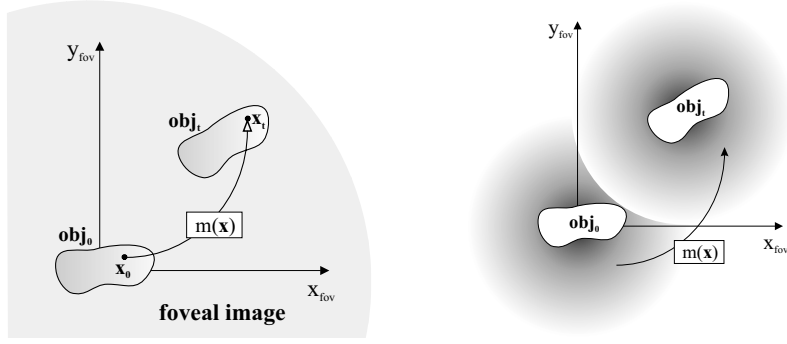 y_fov
obj_t
x_t
m(x)
obj_0
x_0
x_fov
foveal image
y_fov
obj_t
obj_0
m(x)
x_fov